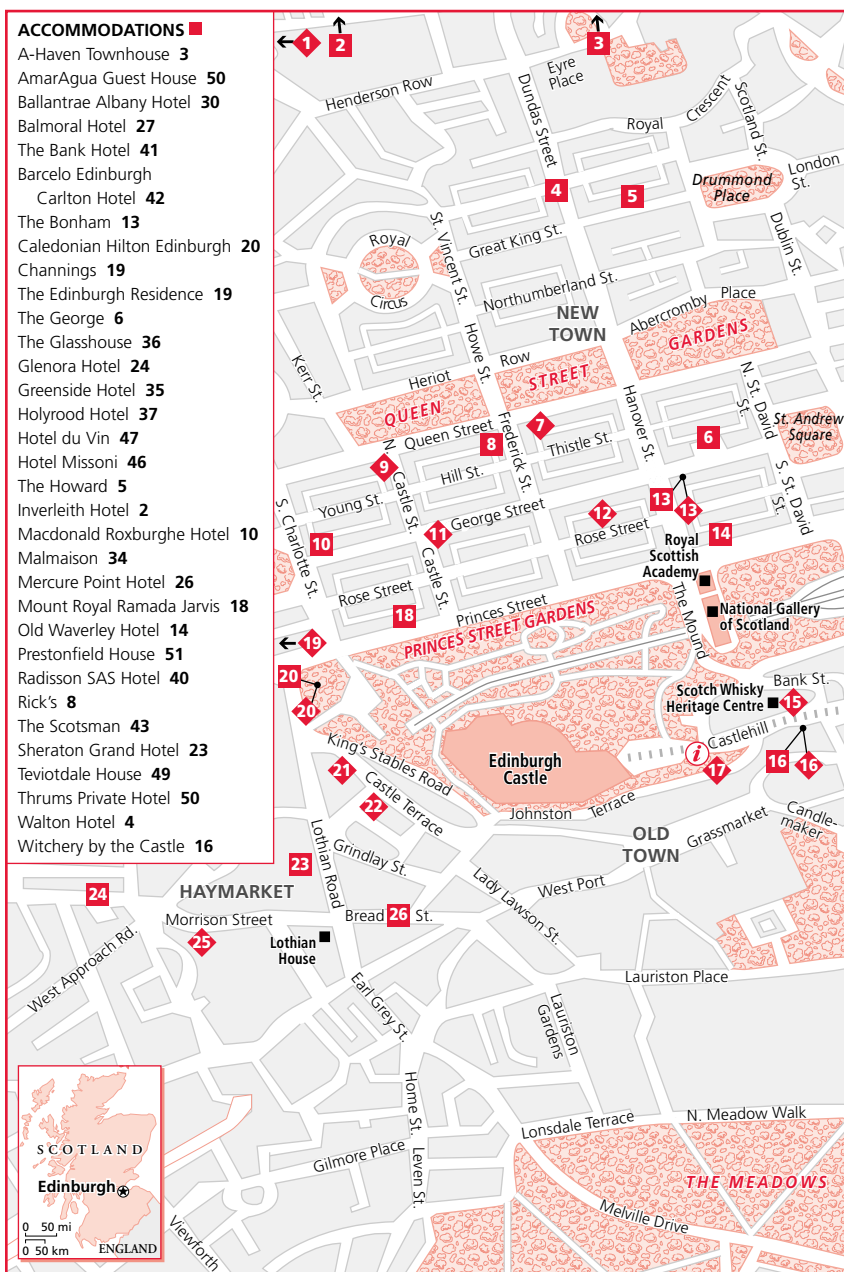 ACCOMMODATIONS
A-Haven Townhouse 3
AmarAgua Guest House 50
Ballantrae Albany Hotel 30
Balmoral Hotel 27
The Bank Hotel 41
Barcelo Edinburgh
Carlton Hotel 42
The Bonham 13
Caledonian Hilton Edinburgh 20
Channings 19
The Edinburgh Residence 19
The George 6
The Glasshouse 36
Glenora Hotel 24
Greenside Hotel 35
Holyrood Hotel 37
Hotel du Vin 47
Hotel Missoni 46
The Howard 5
Inverleith Hotel 2
Macdonald Roxburghe Hotel 10
Malmaison 34
Mercure Point Hotel 26
Mount Royal Ramada Jarvis 18
Old Waverley Hotel 14
Prestonfield House 51
Radisson SAS Hotel 40
Rick's 8
The Scotsman 43
Sheraton Grand Hotel 23
Teviotdale House 49
Thrums Private Hotel 50
Walton Hotel 4
Witchery by the Castle 16
1
2
3
Eyre
Place
Henderson Row
Dundas Street
Royal
Crescent
Scotland St.
London
St.
Drummond
Place
4
5
Dublin St.
St. Vincent St.
Great King St.
Royal
Circus
Northumberland St.
NEW
TOWN
Abercromby Place
Kerr St.
Howe St.
Heriot
Row
QUEEN
STREET
GARDENS
Hanover St.
N. St. David
St.
St. Andrew
Square
Queen Street
Frederick St.
7
8
Thistle St.
6
9
N. Castle St.
Hill St.
Young St.
George Street
S. Charlotte St.
10
11
12
13
13
14
S. St. David
St.
Rose Street
Royal
Scottish
Academy
Rose Street
Castle St.
18
Princes Street
National Gallery
of Scotland
The Mound
PRINCES STREET GARDENS
19
20
20
Bank St.
Scotch Whisky
Heritage Centre
15
Castlehill
i
17
16
16
Edinburgh
Castle
King's Stables Road
21
22
Castle Terrace
Johnston Terrace
Candle-
maker
Grassmarket
OLD
TOWN
Lothian Road
Grindlay St.
23
Lady Lawson St.
West Port
HAYMARKET
24
Morrison Street
Bread
26
St.
25
Lothian
House
West Approach Rd.
Lauriston Place
Earl Grey St.
Lauriston
Gardens
Home St.
Lonsdale Terrace
N. Meadow Walk
Gilmore Place
Leven St.
THE MEADOWS
Melville Drive
Viewforth
SCOTLAND
Edinburgh
0 50 mi
0 50 km
ENGLAND